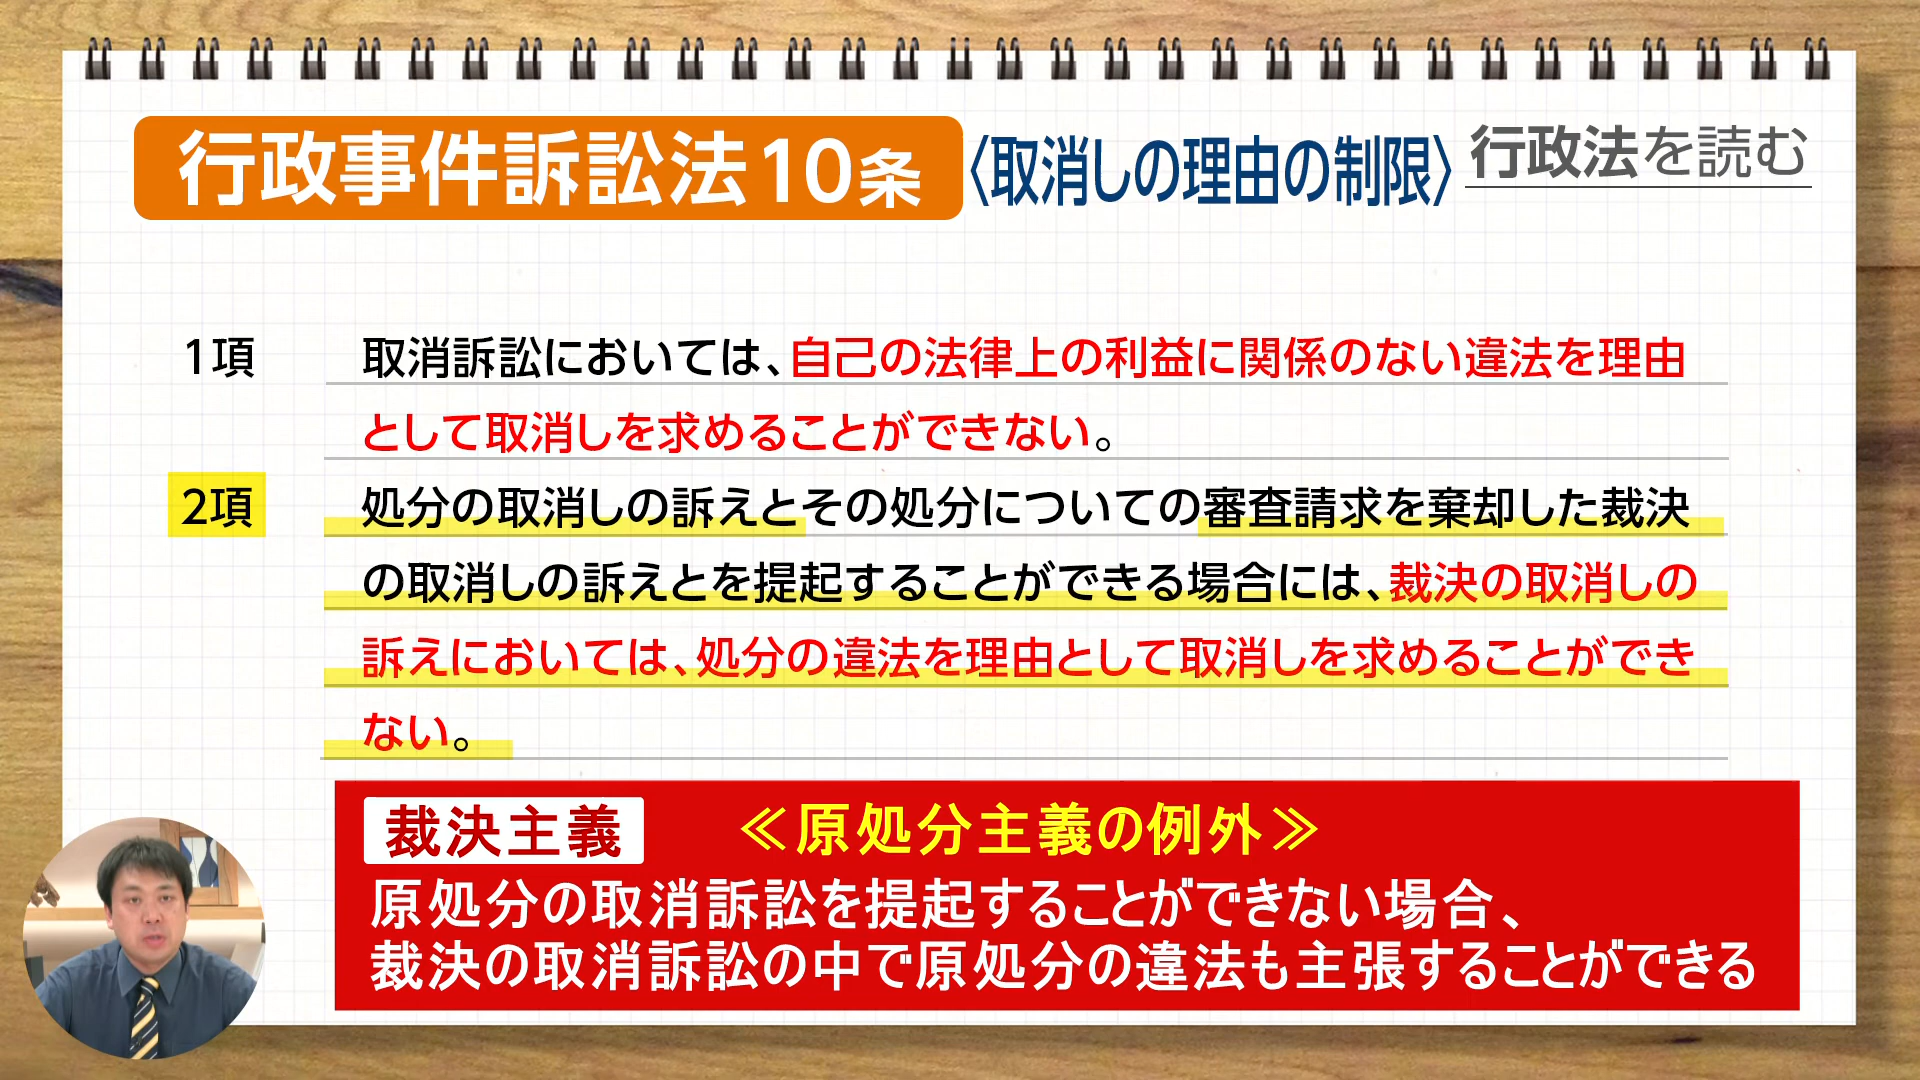 行政事件訴訟法10条〈取消しの理由の制限〉
行政法を読む
1項 取消訴訟においては、自己の法律上の利益に関係のない違法を理由
として取消しを求めることができない。
2項 処分の取消しの訴えとその処分についての審査請求を棄却した裁決
の取消しの訴えとを提起することができる場合には、裁決の取消しの
訴えにおいては、処分の違法を理由として取消しを求めることができ
ない。
裁決主義 ≪原処分主義の例外≫
原処分の取消訴訟を提起することができない場合、
裁決の取消訴訟の中で原処分の違法も主張することができる